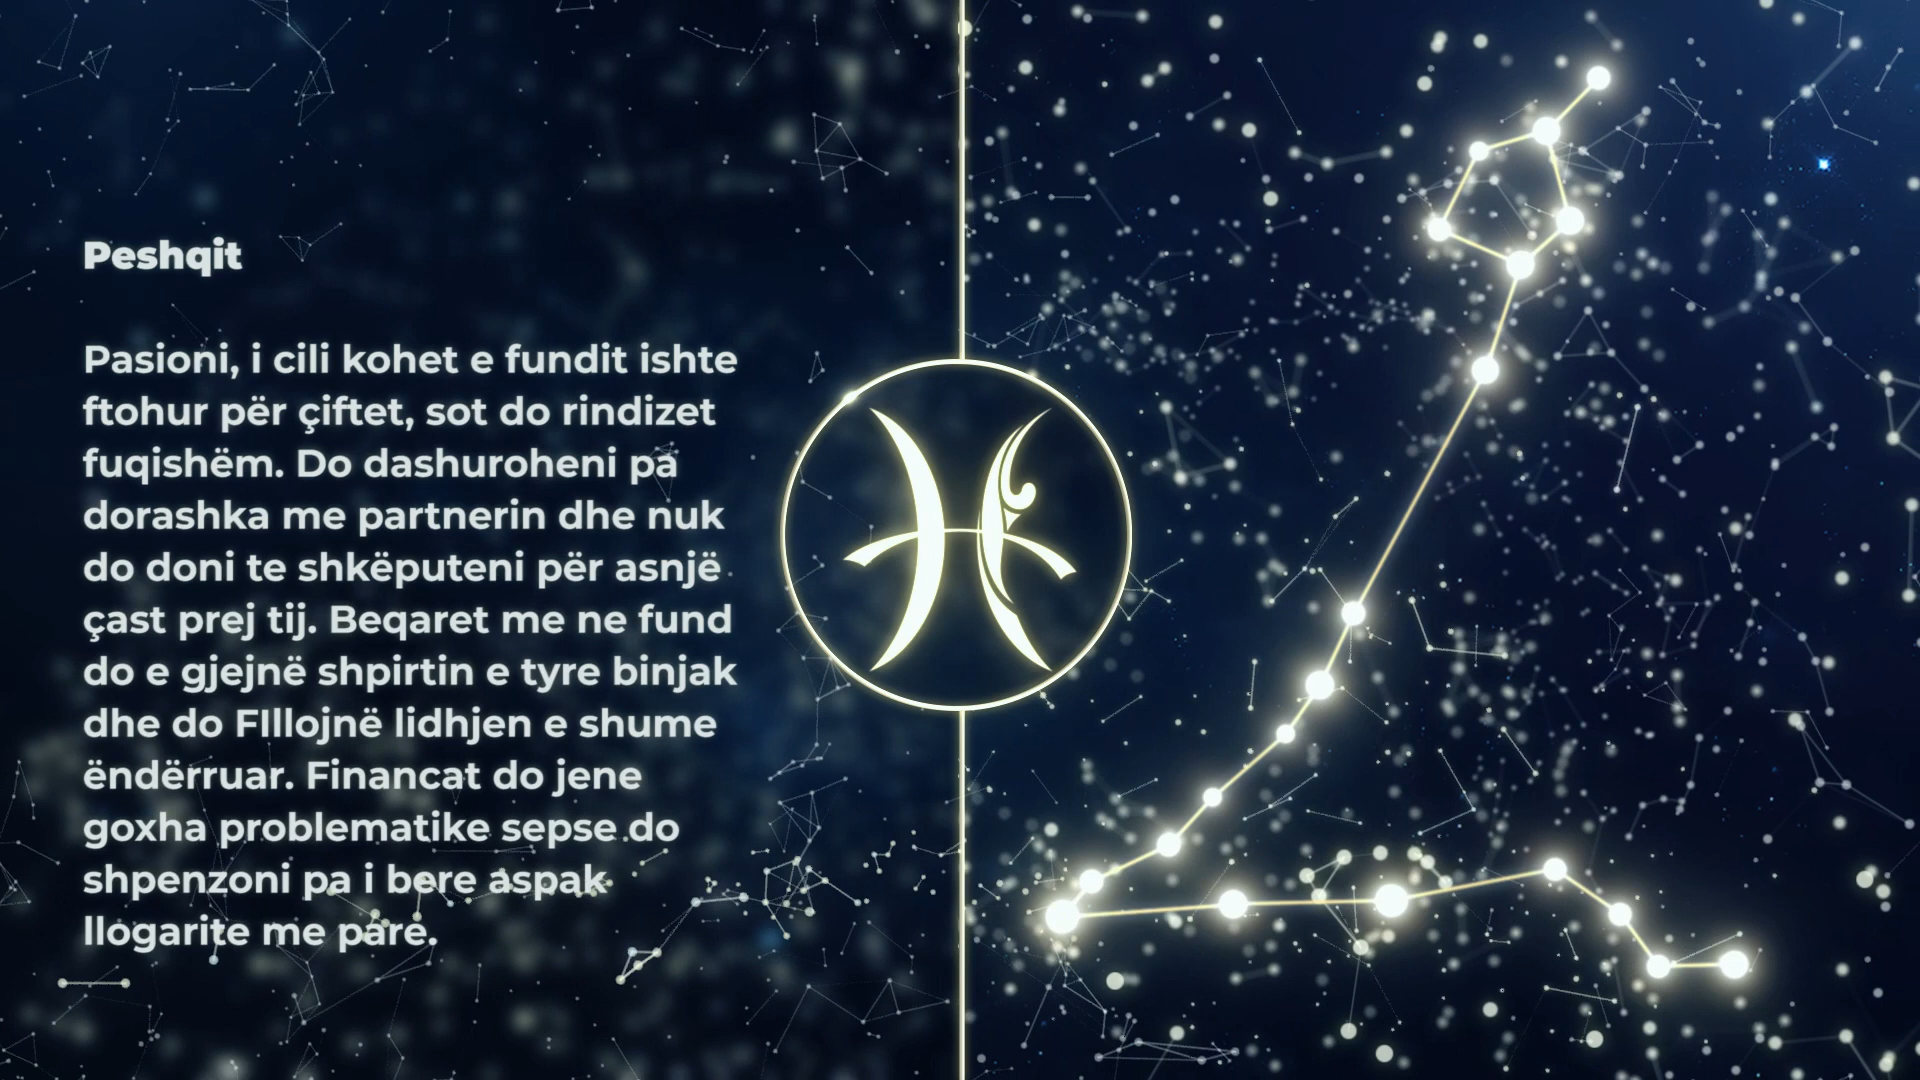 Peshqit
Pasioni, i cili kohet e fundit ishte
ftohur për çiftet, sot do rindizet
fuqishëm. Do dashuroheni pa
dorashka me partnerin dhe nuk
do doni te shkëputeni për asnjë
çast prej tij. Beqaret me ne fund
do e gjejnë shpirtin e tyre binjak
dhe do FIllojnë lidhjen e shume
ëndërruar. Financat do jene
goxha problematike sepse do
shpenzoni pa i bere aspak
llogarite me pare.